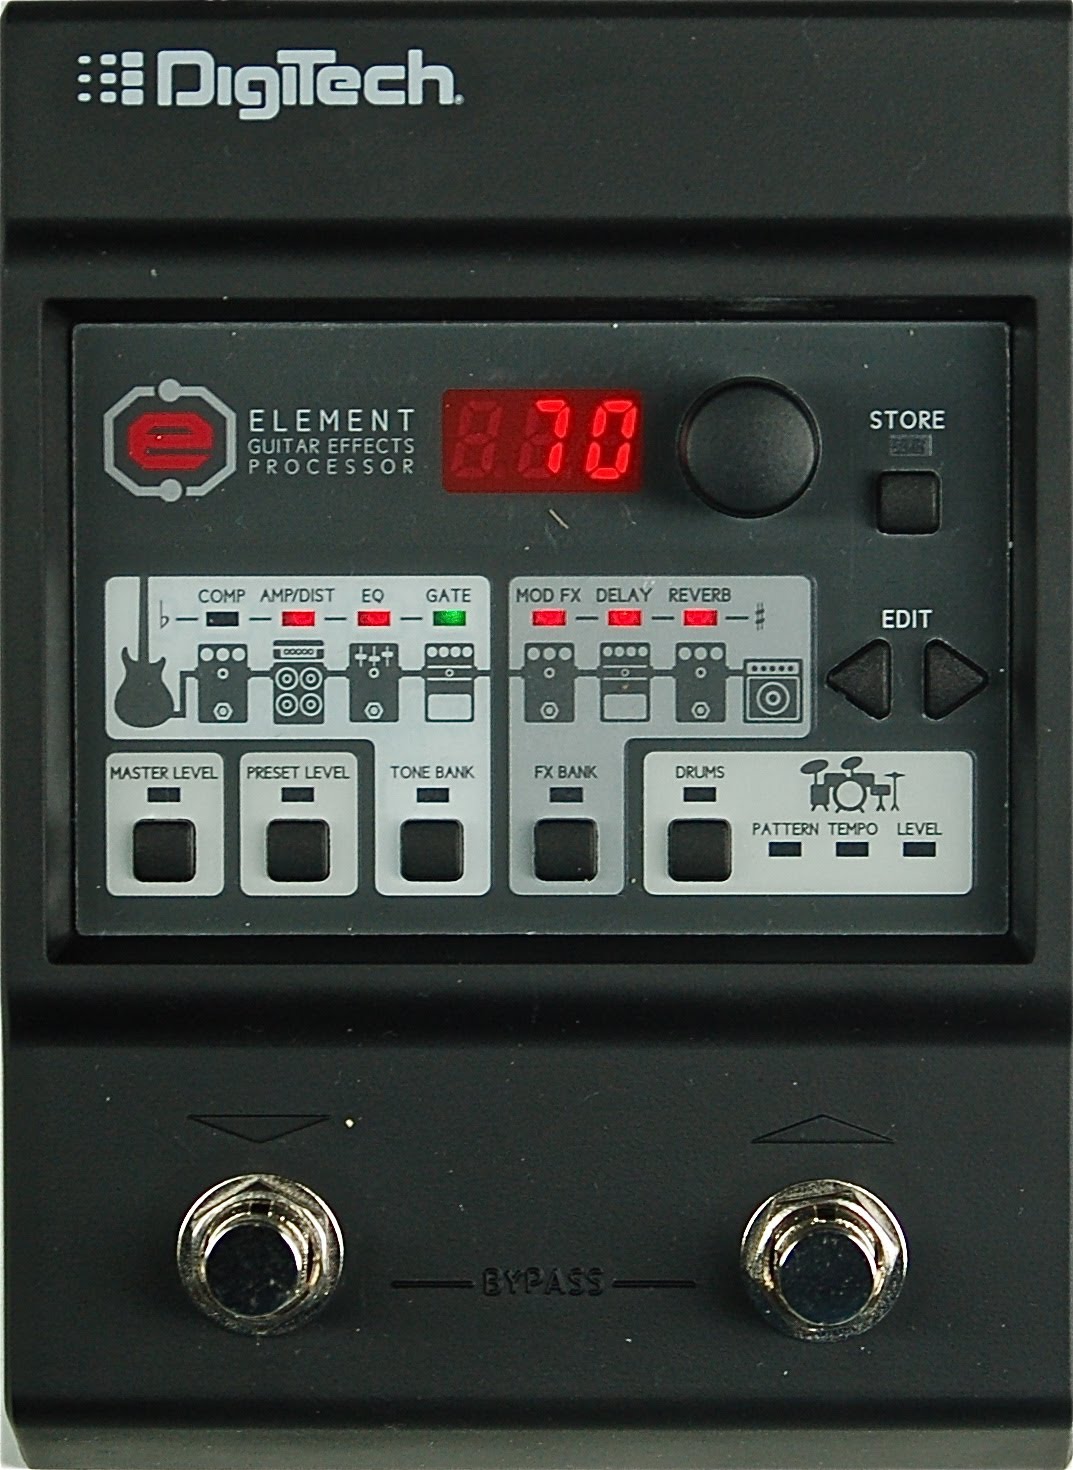 DigiTech®
e
ELEMENT
GUITAR EFFECTS
PROCESSOR
70
STORE
♭ COMP AMP/DIST EQ GATE MOD FX DELAY REVERB ♯
EDIT
MASTER LEVEL PRESET LEVEL TONE BANK FX BANK DRUMS
PATTERN TEMPO LEVEL
BYPASS